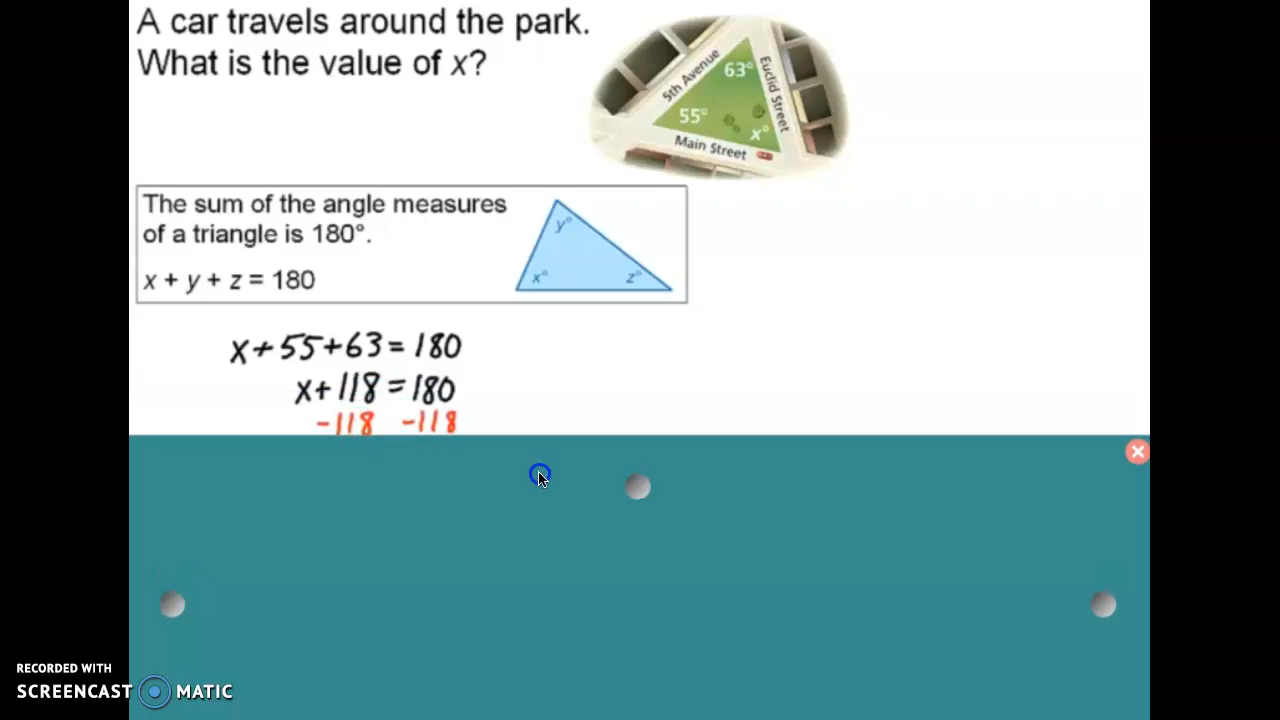 A car travels around the park.
What is the value of x?
5th Avenue
63°
Euclid Street
55°
x°
Main Street
The sum of the angle measures
of a triangle is 180°.
x + y + z = 180
y°
x°
z°
x + 55 + 63 = 180
x + 118 = 180
-118 -118
RECORDED WITH
SCREENCAST MATIC